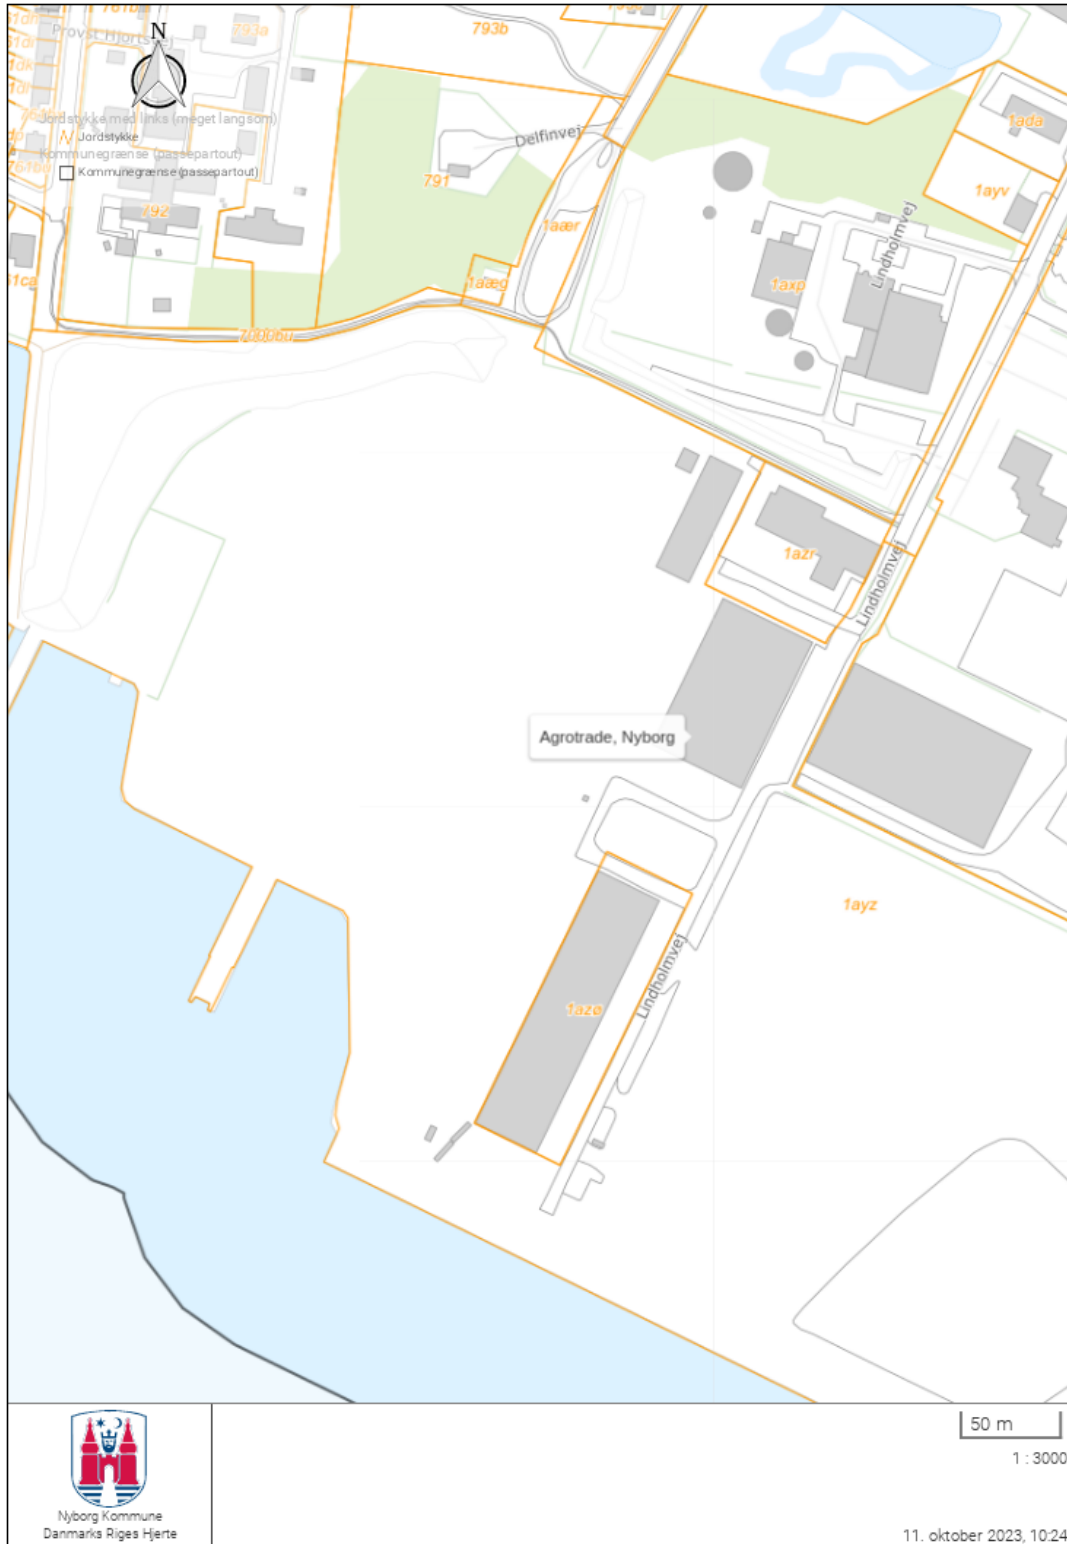 793b
793a
Provst Hjortsvej
N
Jordstykke med links (meget langsom)
Jordstykke
Kommunegrænse (passepartout)
Kommunegrænse (passepartout)
Delfinvej
1ada
791
1ayv
792
1aær
Lindholmvej
1aæg
1axp
7000bu
1azr
Lindholmvej
Agrotrade, Nyborg
1ayz
Lindholmvej
1azø
50 m
1 : 3000
Nyborg Kommune
Danmarks Riges Hjerte
11. oktober 2023, 10:24